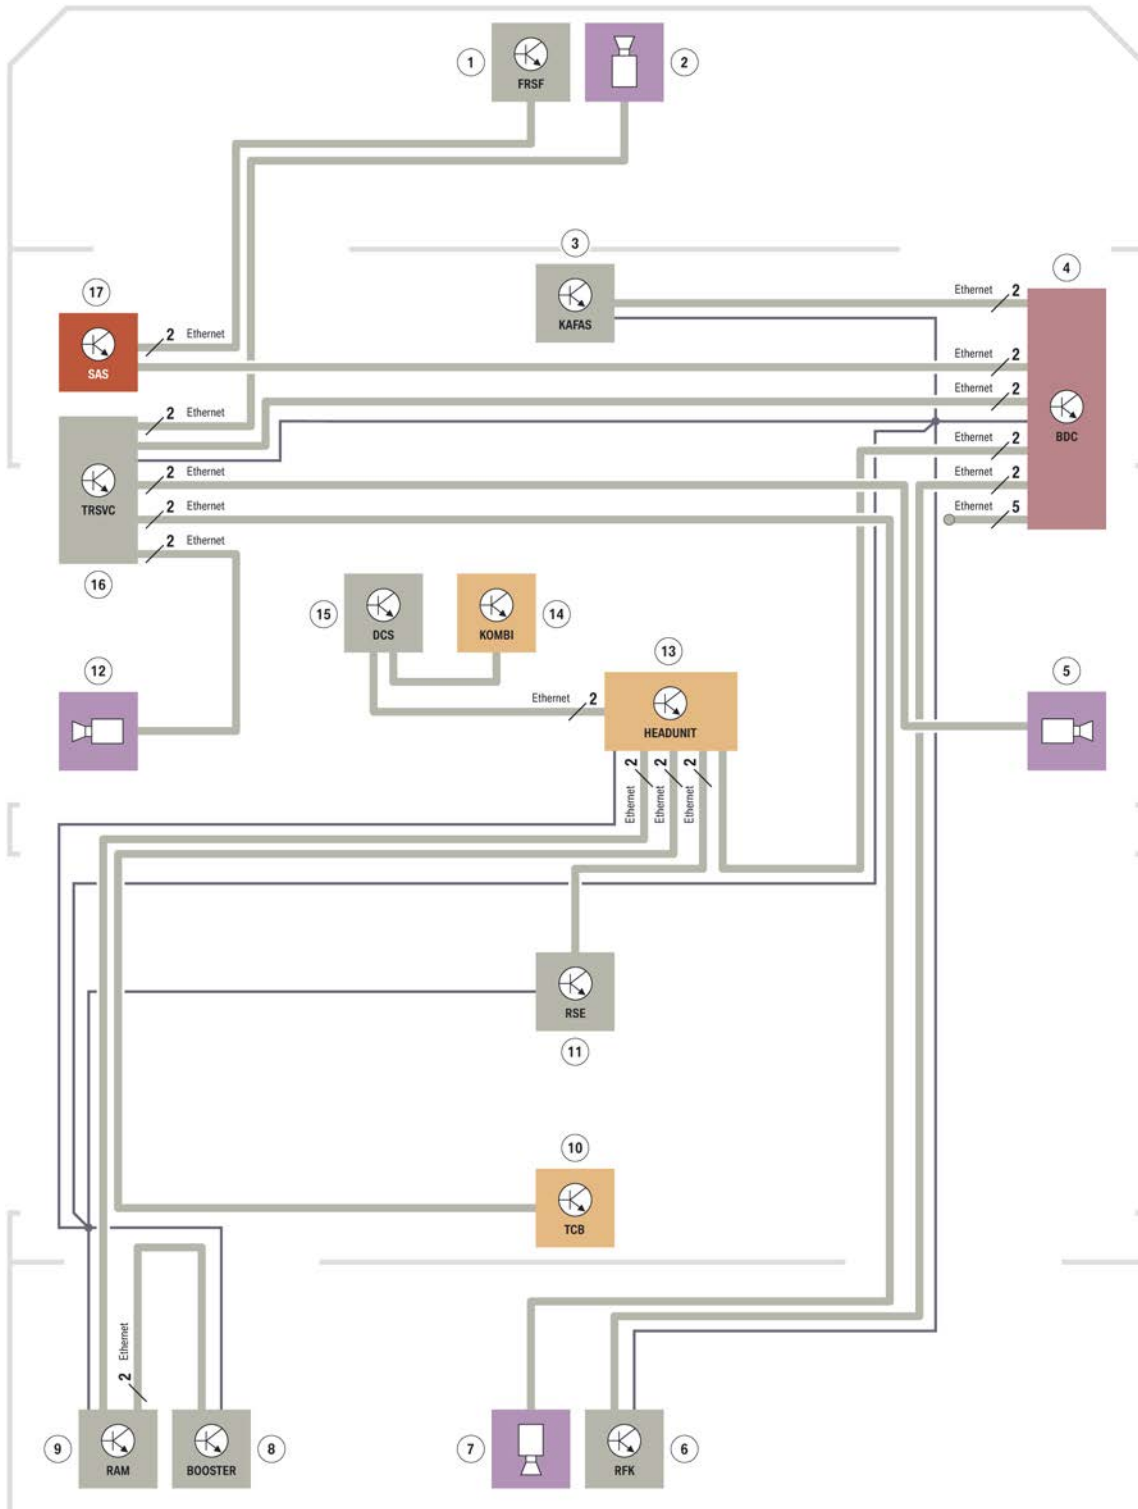 1
FRSF
2
3
KAFAS
4
17
SAS
2 Ethernet
Ethernet 2
Ethernet 2
Ethernet 2
BDC
2 Ethernet
Ethernet 2
TRSVC
2 Ethernet
Ethernet 2
2 Ethernet
Ethernet 5
2 Ethernet
16
15
DCS
KOMBI
14
12
13
5
Ethernet 2
HEADUNIT
Ethernet 2
Ethernet 2
Ethernet 2
RSE
11
10
TCB
Ethernet 2
9
RAM
BOOSTER
8
7
RFK
6